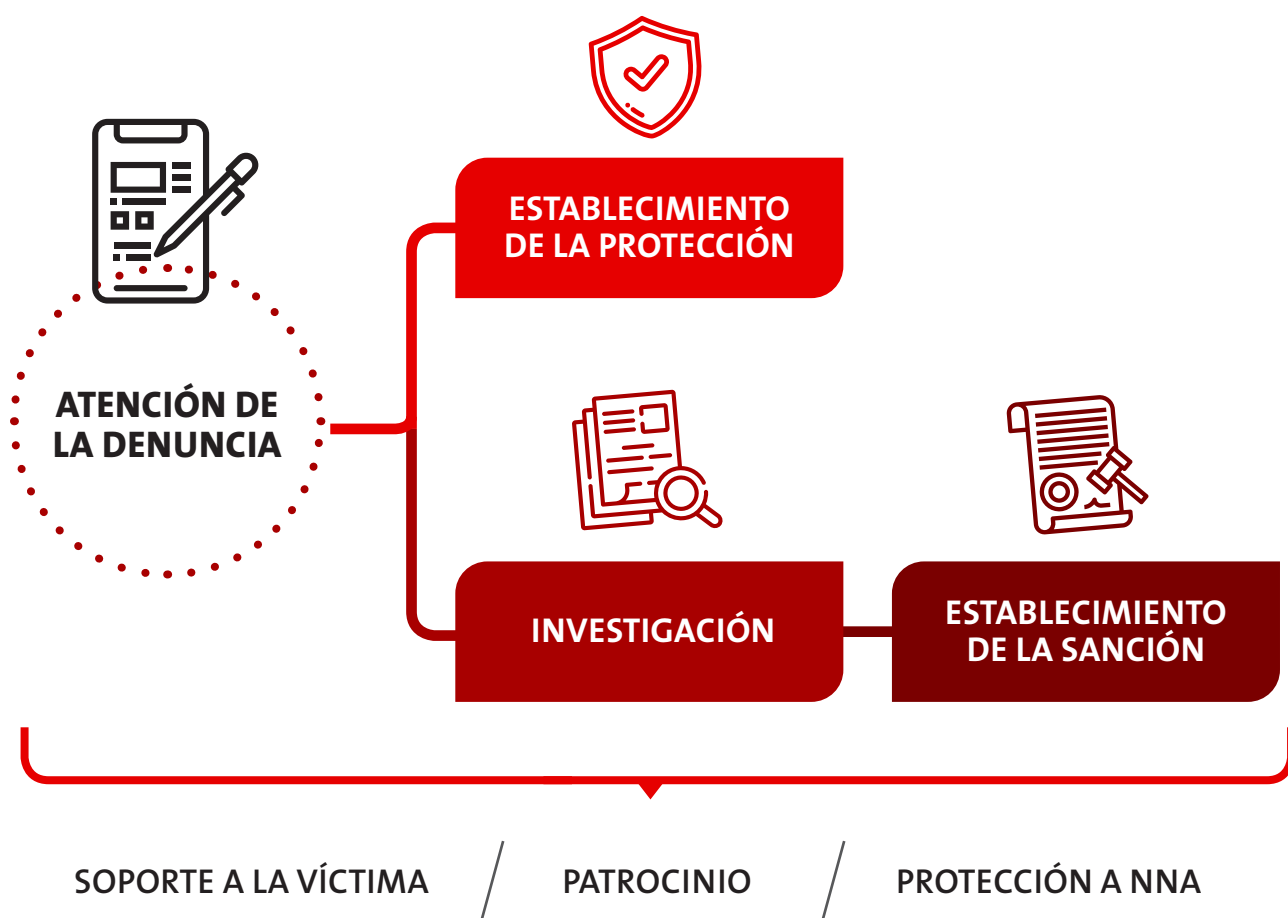 ESTABLECIMIENTO
DE LA PROTECCIÓN
ATENCIÓN DE
LA DENUNCIA
INVESTIGACIÓN
ESTABLECIMIENTO
DE LA SANCIÓN
SOPORTE A LA VÍCTIMA
PATROCINIO
PROTECCIÓN A NNA